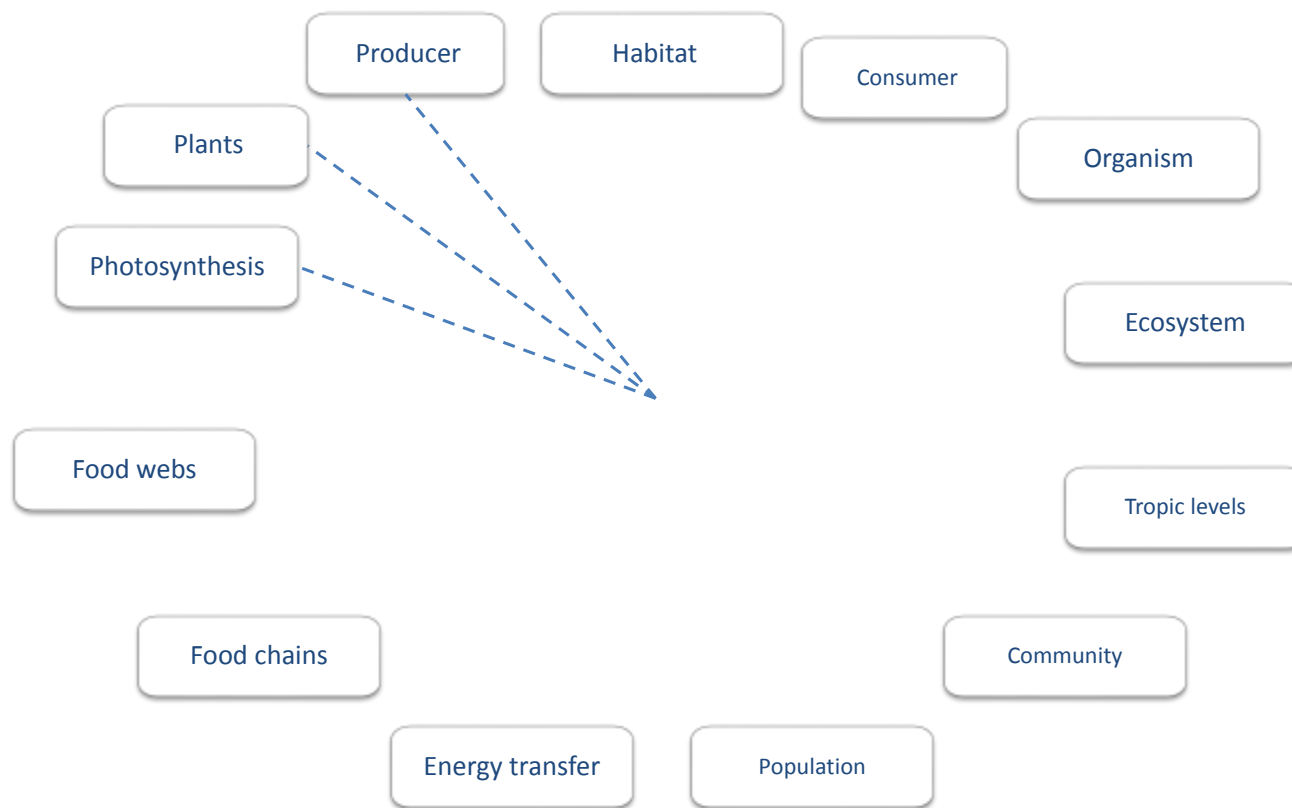 Producer
Habitat
Consumer
Plants
Organism
Photosynthesis
Ecosystem
Food webs
Tropic levels
Food chains
Community
Energy transfer
Population